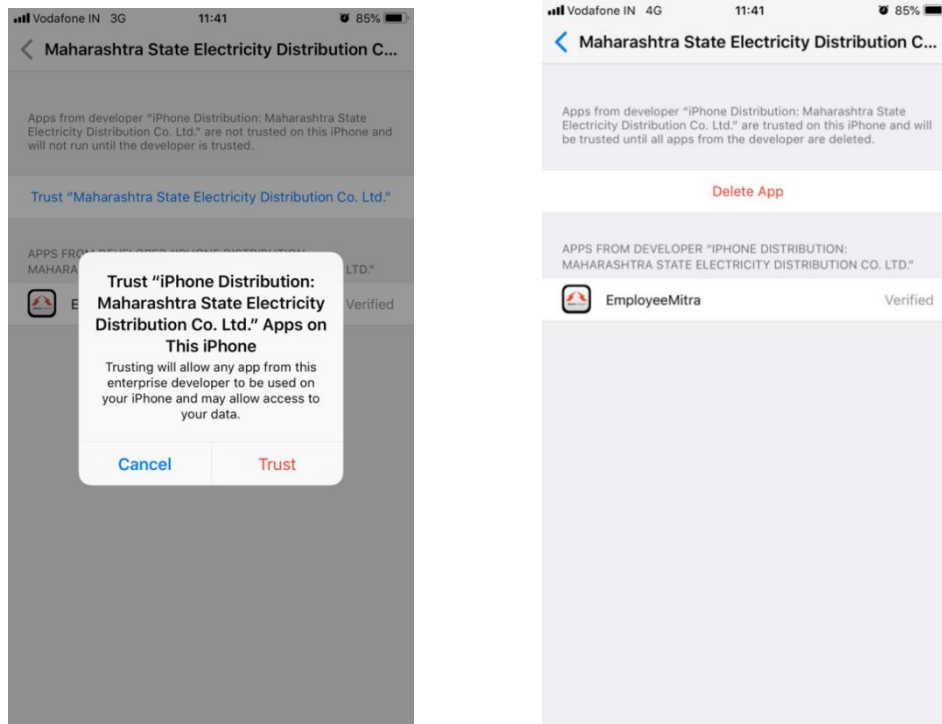 Vodafone IN 3G 11:41 85%
Maharashtra State Electricity Distribution C...
Apps from developer "iPhone Distribution: Maharashtra State
Electricity Distribution Co. Ltd." are not trusted on this iPhone and
will not run until the developer is trusted.
Trust "Maharashtra State Electricity Distribution Co. Ltd."
APPS FROM DEVELOPER "IPHONE DISTRIBUTION:
MAHARA LTD."
E Verified
Trust "iPhone Distribution:
Maharashtra State Electricity
Distribution Co. Ltd." Apps on
This iPhone
Trusting will allow any app from this
enterprise developer to be used on
your iPhone and may allow access to
your data.
Cancel Trust
Vodafone IN 4G 11:41 85%
Maharashtra State Electricity Distribution C...
Apps from developer "iPhone Distribution: Maharashtra State
Electricity Distribution Co. Ltd." are trusted on this iPhone and will
be trusted until all apps from the developer are deleted.
Delete App
APPS FROM DEVELOPER "IPHONE DISTRIBUTION:
MAHARASHTRA STATE ELECTRICITY DISTRIBUTION CO. LTD."
EmployeeMitra Verified